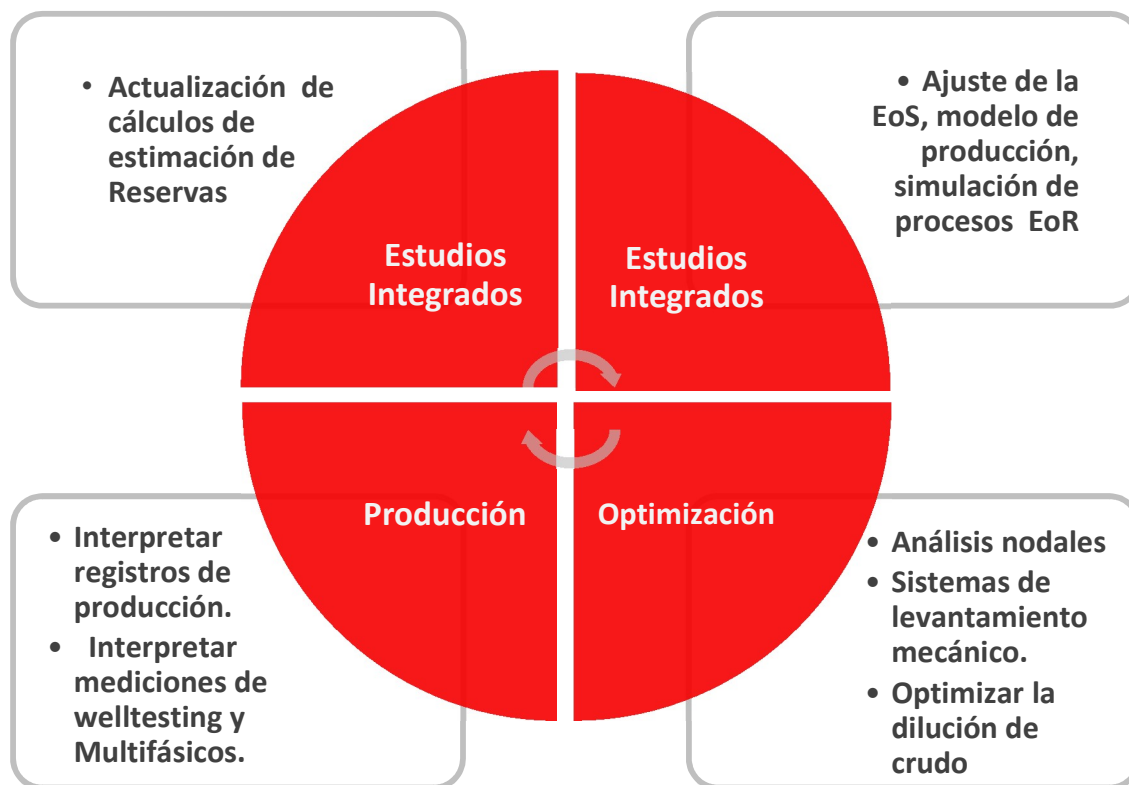 • Actualización de
cálculos de
estimación de
Reservas
• Ajuste de la
EoS, modelo de
producción,
simulación de
procesos EoR
Estudios
Integrados
Estudios
Integrados
Producción
Optimización
• Interpretar
registros de
producción.
• Interpretar
mediciones de
welltesting y
Multifásicos.
• Análisis nodales
• Sistemas de
levantamiento
mecánico.
• Optimizar la
dilución de
crudo